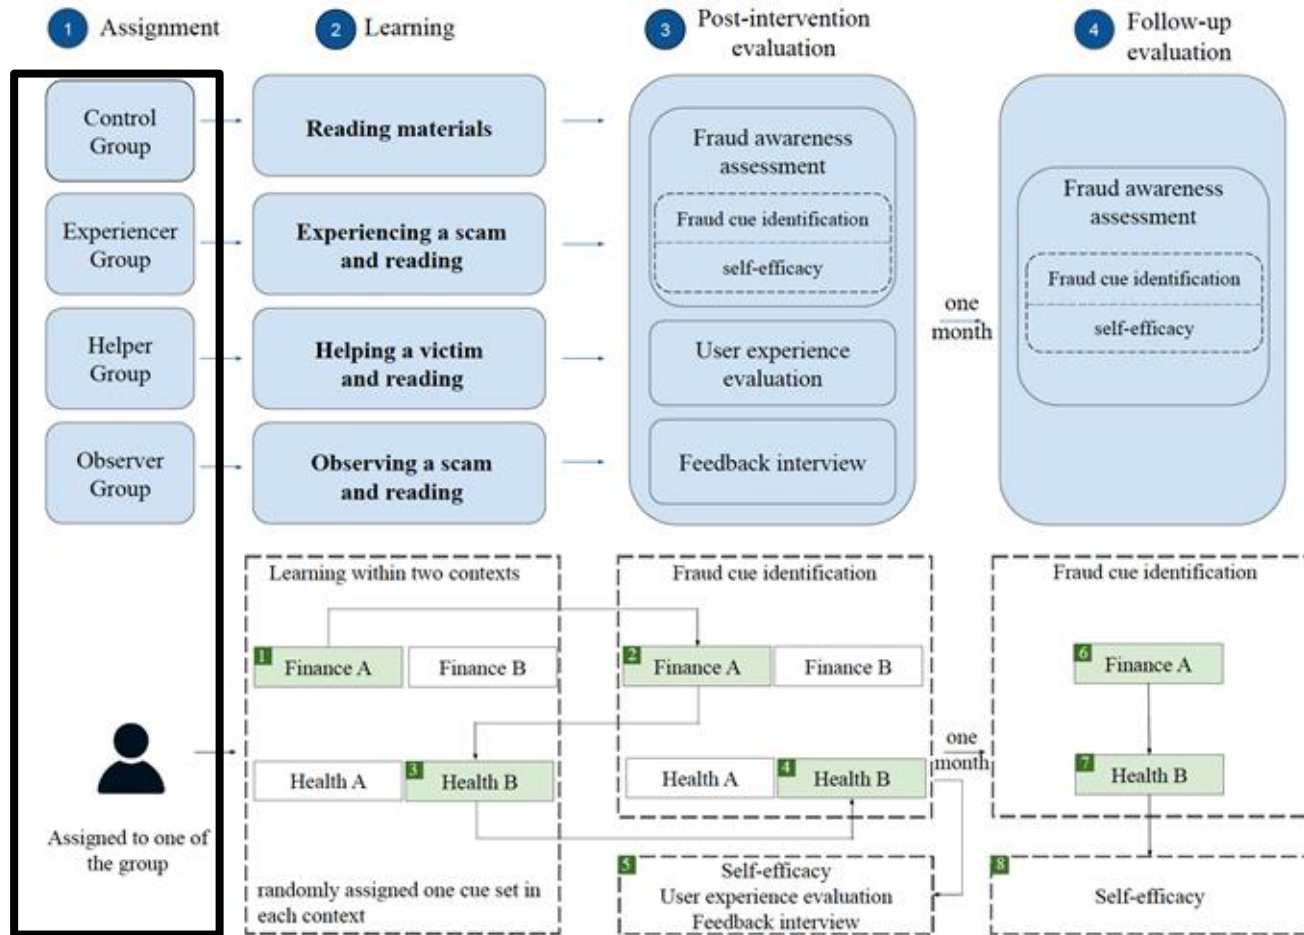 1 Assignment
2 Learning
3 Post-intervention
evaluation
4 Follow-up
evaluation
Control
Group
Reading materials
Experiencer
Group
Experiencing a scam
and reading
Helper
Group
Helping a victim
and reading
Observer
Group
Observing a scam
and reading
Fraud awareness
assessment
Fraud cue identification
self-efficacy
User experience
evaluation
Feedback interview
one
month
Fraud awareness
assessment
Fraud cue identification
self-efficacy
Assigned to one of
the group
Learning within two contexts
1 Finance A
Finance B
Health A
3 Health B
randomly assigned one cue set in
each context
Fraud cue identification
2 Finance A
Finance B
Health A
4 Health B
5 Self-efficacy
User experience evaluation
Feedback interview
one
month
Fraud cue identification
6 Finance A
7 Health B
8 Self-efficacy